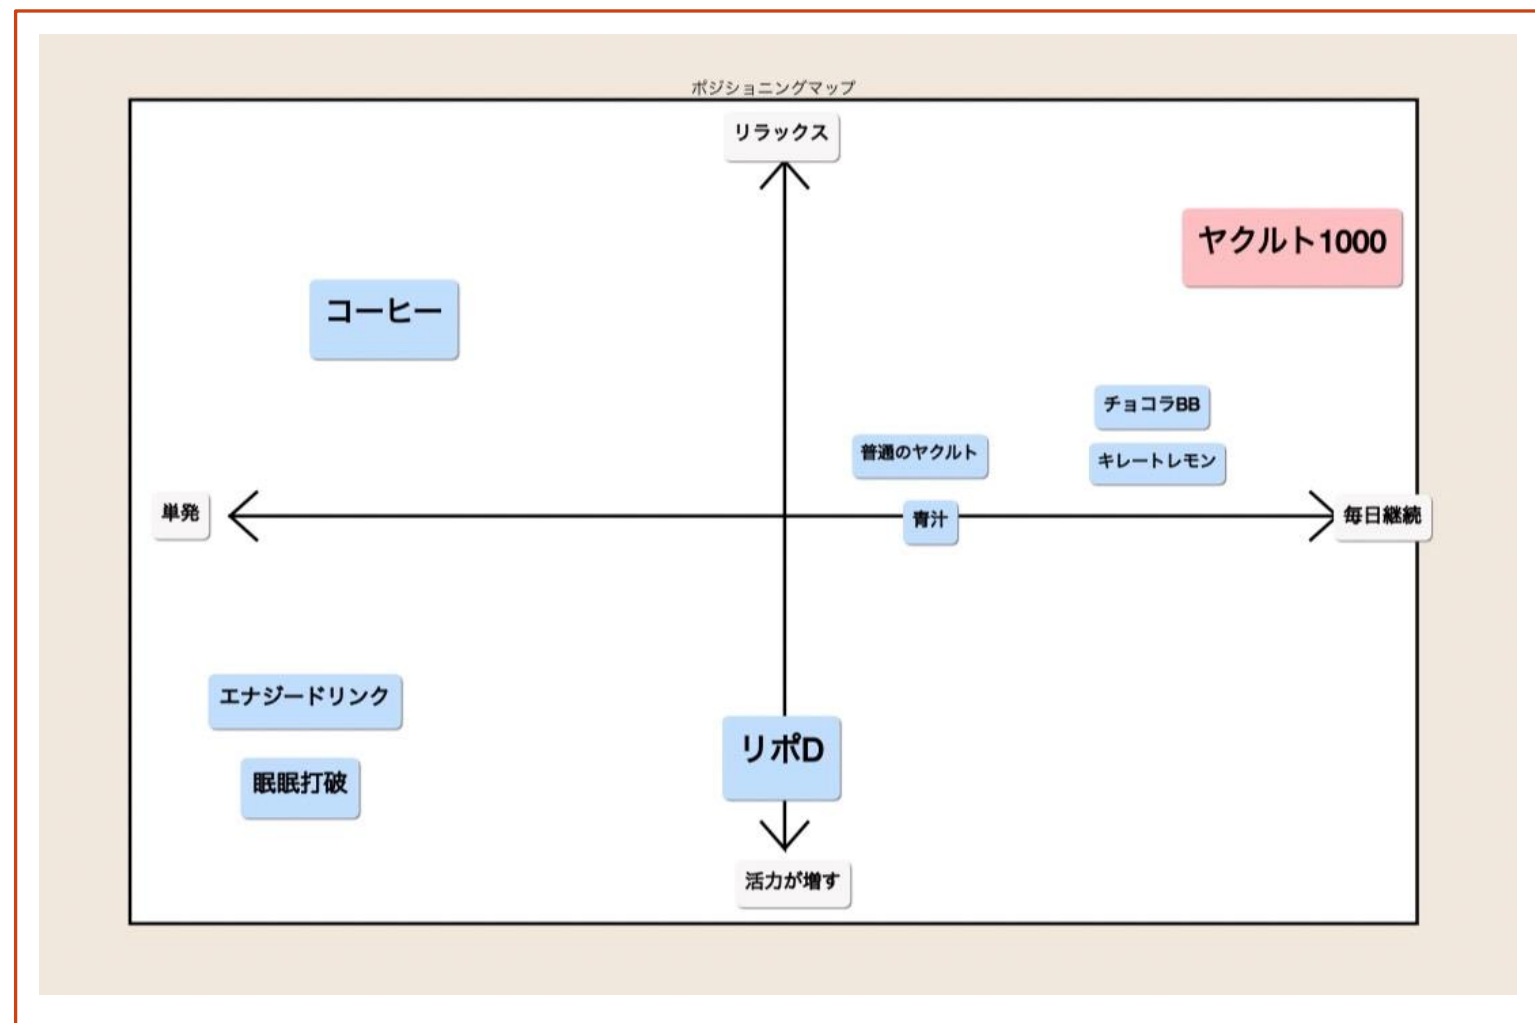 ポジショニングマップ
リラックス
ヤクルト1000
コーヒー
チョコラBB
普通のヤクルト
キレートレモン
単発
青汁
毎日継続
エナジードリンク
リポD
眠眠打破
活力が増す